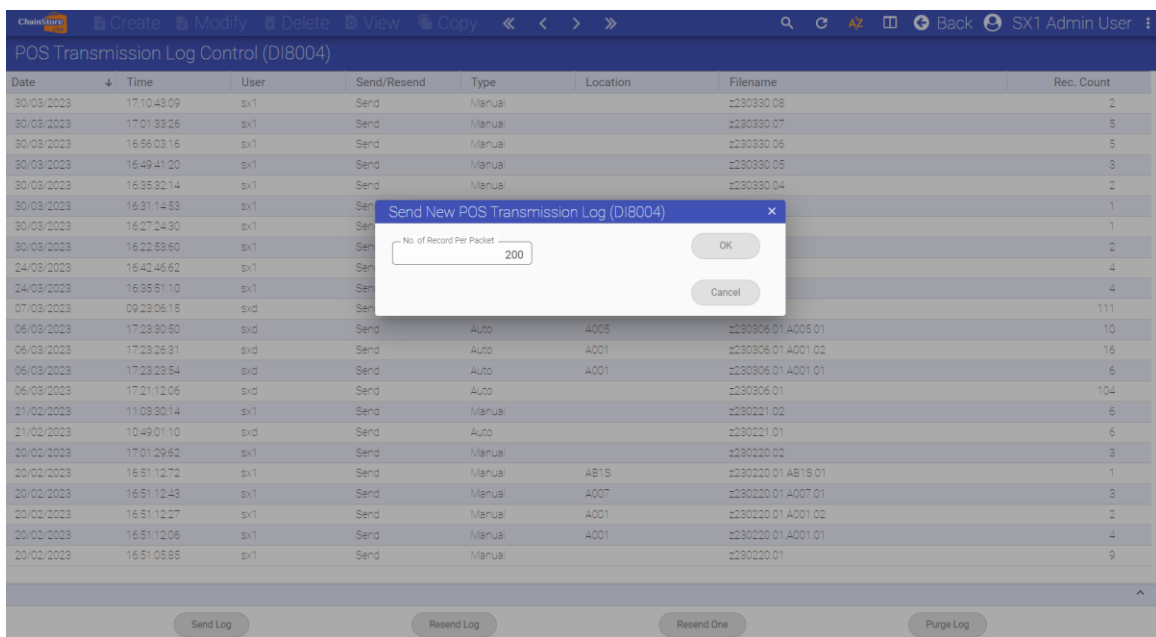 ChainStore Create Modify Delete View Copy Back SX1 Admin User
POS Transmission Log Control (DI8004)
Date Time User Send/Resend Type Location Filename Rec. Count
30/03/2023 17:10:43:09 sx1 Send Manual z230330.08 2
30/03/2023 17:01:33:26 sx1 Send Manual z230330.07 5
30/03/2023 16:56:03:16 sx1 Send Manual z230330.06 5
30/03/2023 16:49:41:20 sx1 Send Manual z230330.05 3
30/03/2023 16:35:32:14 sx1 Send Manual z230330.04 2
30/03/2023 16:31:14:53 sx1 Sen 1
30/03/2023 16:27:24:30 sx1 Sen 1
30/03/2023 16:22:53:60 sx1 Sen 2
24/03/2023 16:42:46:62 sx1 Sen 4
24/03/2023 16:35:51:10 sx1 Sen 4
07/03/2023 09:23:06:15 sxd Sen 111
Send New POS Transmission Log (DI8004)
No. of Record Per Packet
200
OK
Cancel
06/03/2023 17:23:30:50 sxd Send Auto A005 z230306.01.A005.01 10
06/03/2023 17:23:26:31 sxd Send Auto A001 z230306.01.A001.02 16
06/03/2023 17:23:23:54 sxd Send Auto A001 z230306.01.A001.01 6
06/03/2023 17:21:12:06 sxd Send Auto z230306.01 104
21/02/2023 11:03:30:14 sx1 Send Manual z230221.02 6
21/02/2023 10:49:01:10 sxd Send Auto z230221.01 6
20/02/2023 17:01:29:62 sx1 Send Manual z230220.02 3
20/02/2023 16:51:12:72 sx1 Send Manual AB1S z230220.01.AB1S.01 1
20/02/2023 16:51:12:43 sx1 Send Manual A007 z230220.01.A007.01 3
20/02/2023 16:51:12:27 sx1 Send Manual A001 z230220.01.A001.02 2
20/02/2023 16:51:12:06 sx1 Send Manual A001 z230220.01.A001.01 4
20/02/2023 16:51:05:85 sx1 Send Manual z230220.01 9
Send Log Resend Log Resend One Purge Log